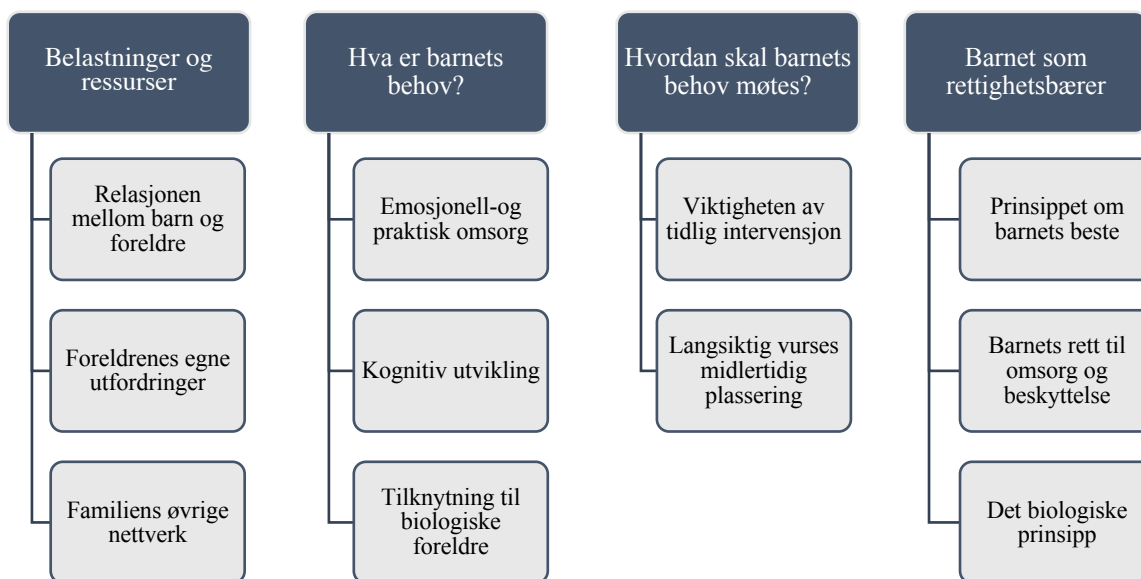 Belastninger og
ressurser
Relasjonen
mellom barn og
foreldre
Foreldrenes egne
utfordringer
Familiens øvrige
nettverk
Hva er barnets
behov?
Emosjonell-og
praktisk omsorg
Kognitiv utvikling
Tilknytning til
biologiske
foreldre
Hvordan skal barnets
behov møtes?
Viktigheten av
tidlig intervensjon
Langsiktig vurses
midlertidig
plassering
Barnet som
rettighetsbærer
Prinsippet om
barnets beste
Barnets rett til
omsorg og
beskyttelse
Det biologiske
prinsipp